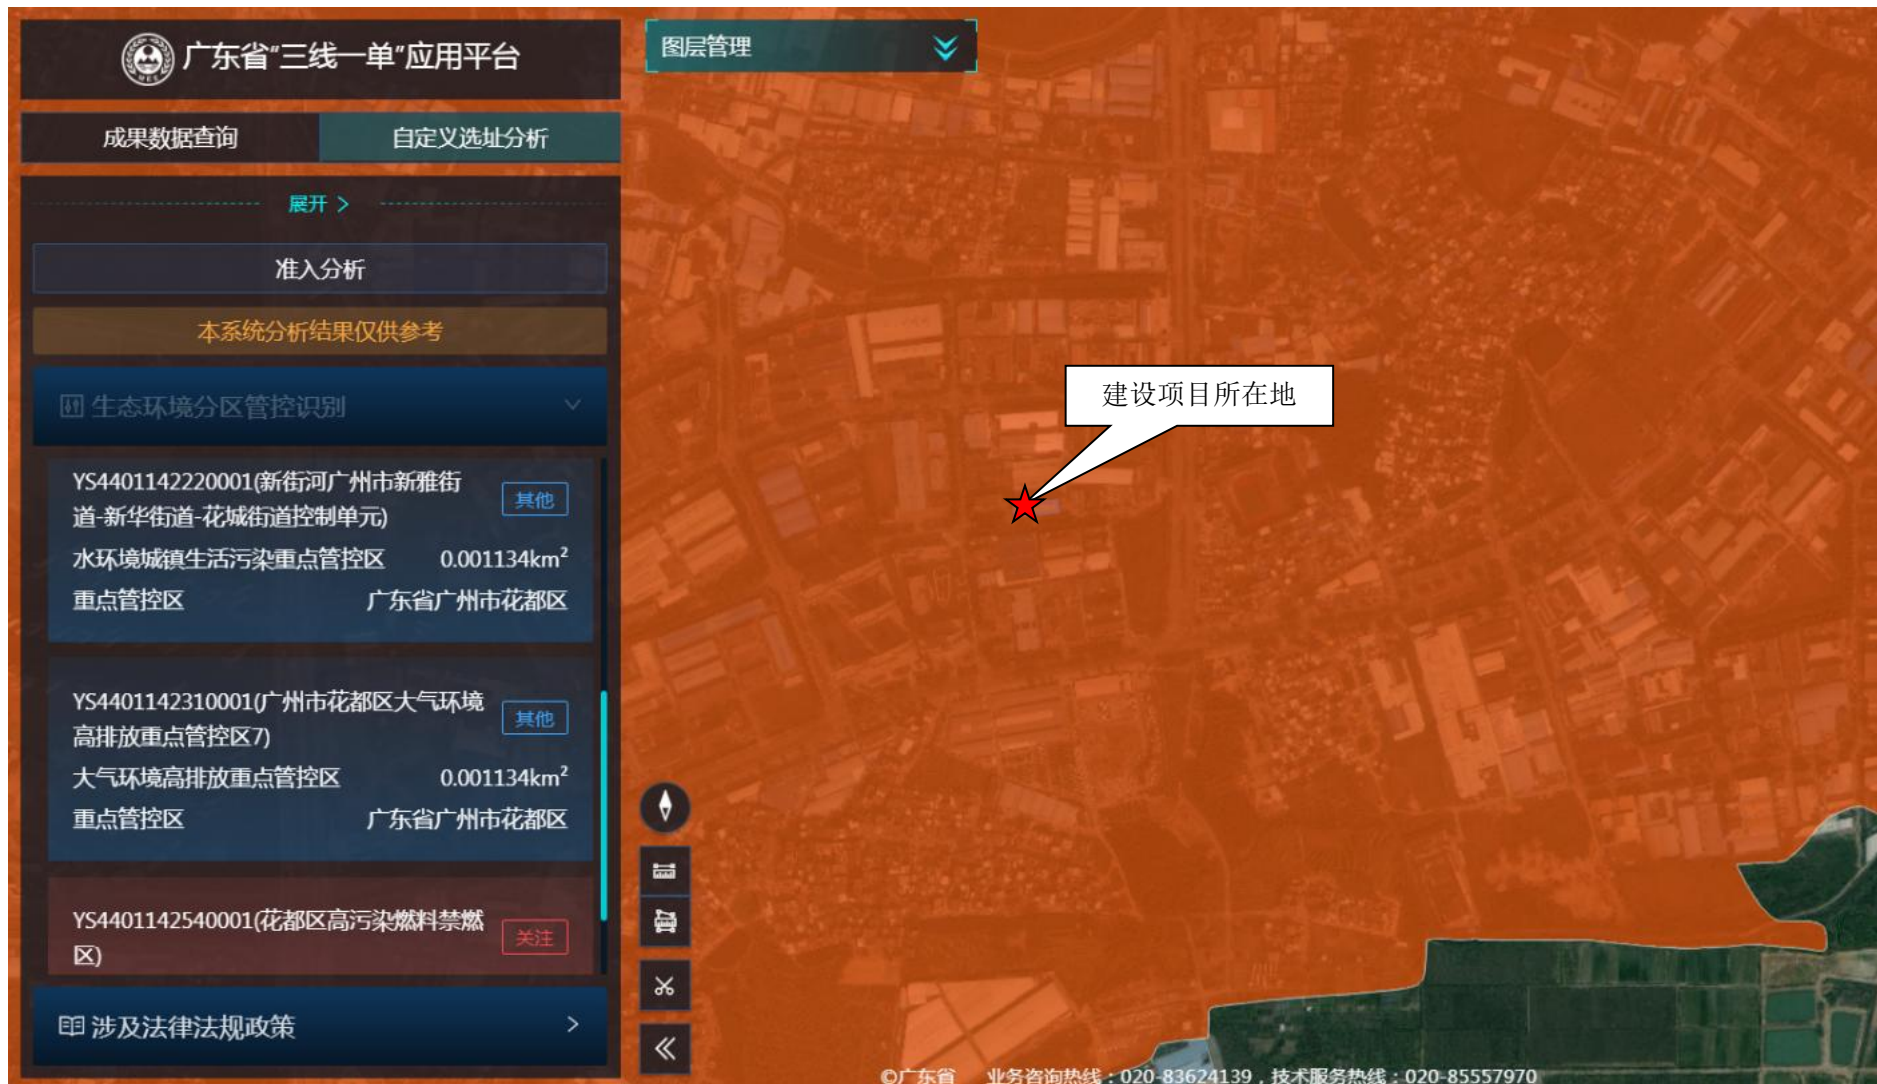 广东省“三线一单”应用平台
图层管理
成果数据查询
自定义选址分析
展开 >
准入分析
本系统分析结果仅供参考
生态环境分区管控识别
YS4401142220001(新街河广州市新雅街
道-新华街道-花城街道控制单元)
其他
水环境城镇生活污染重点管控区 0.001134km²
重点管控区 广东省广州市花都区
YS4401142310001(广州市花都区大气环境
高排放重点管控区7)
其他
大气环境高排放重点管控区 0.001134km²
重点管控区 广东省广州市花都区
YS4401142540001(花都区高污染燃料禁燃
区)
关注
涉及法律法规政策 >
建设项目所在地
©广东省 业务咨询热线：020-83624139，技术服务热线：020-85557970